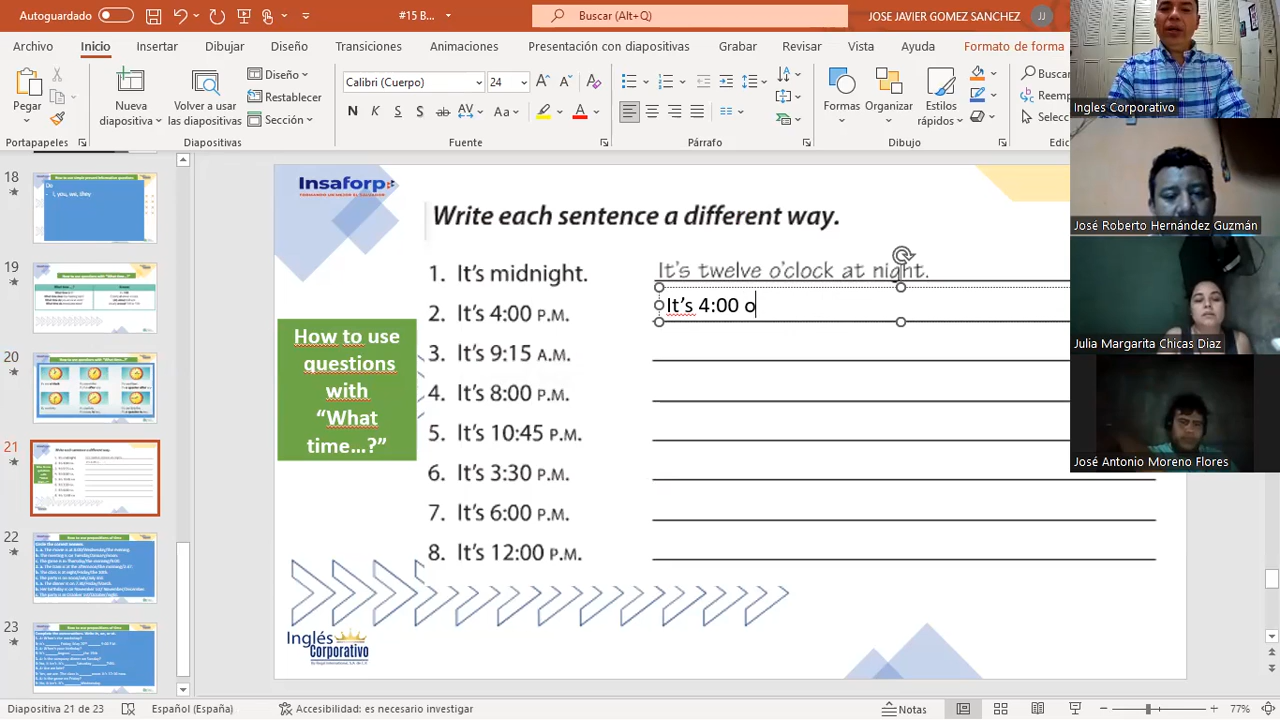 Autoguardado
#15 B...
Buscar (Alt+Q)
JOSE JAVIER GOMEZ SANCHEZ
JJ
Archivo Inicio Insertar Dibujar Diseño Transiciones Animaciones Presentación con diapositivas Grabar Revisar Vista Ayuda Formato de forma
Pegar
Nueva diapositiva
Volver a usar las diapositivas
Diseño
Restablecer
Sección
Calibri (Cuerpo) 24
N K S S ab AV Aa
Formas
Organizar
Estilos rápidos
Buscar
Reemp
Selecc
Portapapeles Diapositivas Fuente Párrafo Dibujo
18
19
20
21
22
23
Insaforp
Write each sentence a different way.
How to use
questions
with
“What
time…?”
1. It's midnight. It's twelve o'clock at night.
2. It's 4:00 P.M. It’s 4:00 o
3. It's 9:15 A.M.
4. It's 8:00 P.M.
5. It's 10:45 P.M.
6. It's 3:30 P.M.
7. It's 6:00 P.M.
8. It's 12:00 P.M.
Inglés
Corporativo
Ingles Corporativo
José Roberto Hernández Guzmán
Julia Margarita Chicas Diaz
José Antonio Moreno Flores
Diapositiva 21 de 23
Español (España)
Accesibilidad: es necesario investigar
Notas
77%